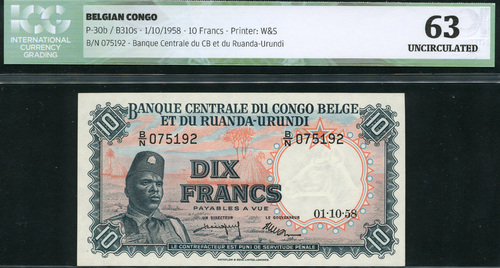 ICG
INTERNATIONAL
CURRENCY
GRADING
BELGIAN CONGO
P-30b / B310s - 1/10/1958 - 10 Francs - Printer: W&S
B/N 075192 - Banque Centrale du CB et du Ruanda-Urundi
63
UNCIRCULATED
10
10
BANQUE CENTRALE DU CONGO BELGE
ET DU RUANDA-URUNDI
B/N 075192
B/N 075192
DIX
FRANCS
PAYABLES A VUE
UN DIRECTEUR
LE GOUVERNEUR
01-10-58
10
10
LE CONTREFACTEUR EST PUNI DE SERVITUDE PÉNALE